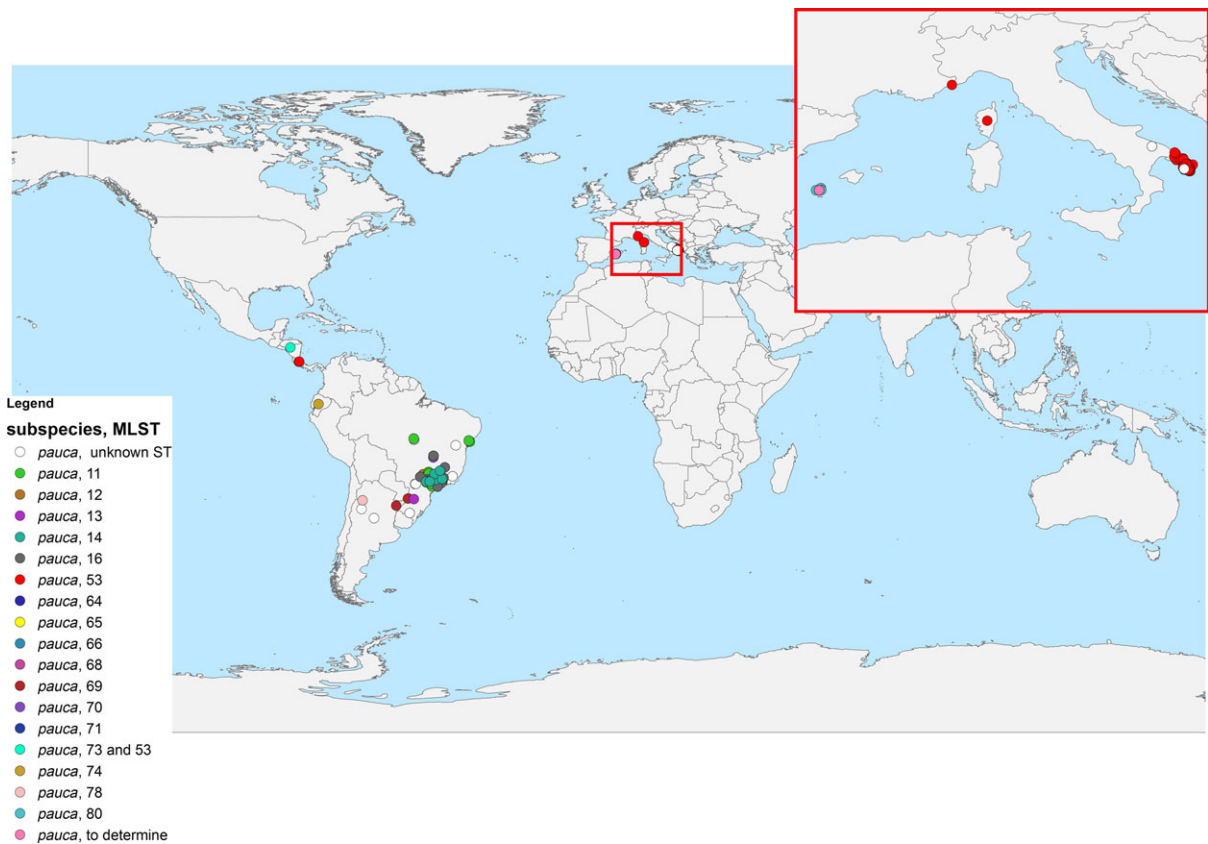 Legend
subspecies, MLST
pauca, unknown ST
pauca, 11
pauca, 12
pauca, 13
pauca, 14
pauca, 16
pauca, 53
pauca, 64
pauca, 65
pauca, 66
pauca, 68
pauca, 69
pauca, 70
pauca, 71
pauca, 73 and 53
pauca, 74
pauca, 78
pauca, 80
pauca, to determine